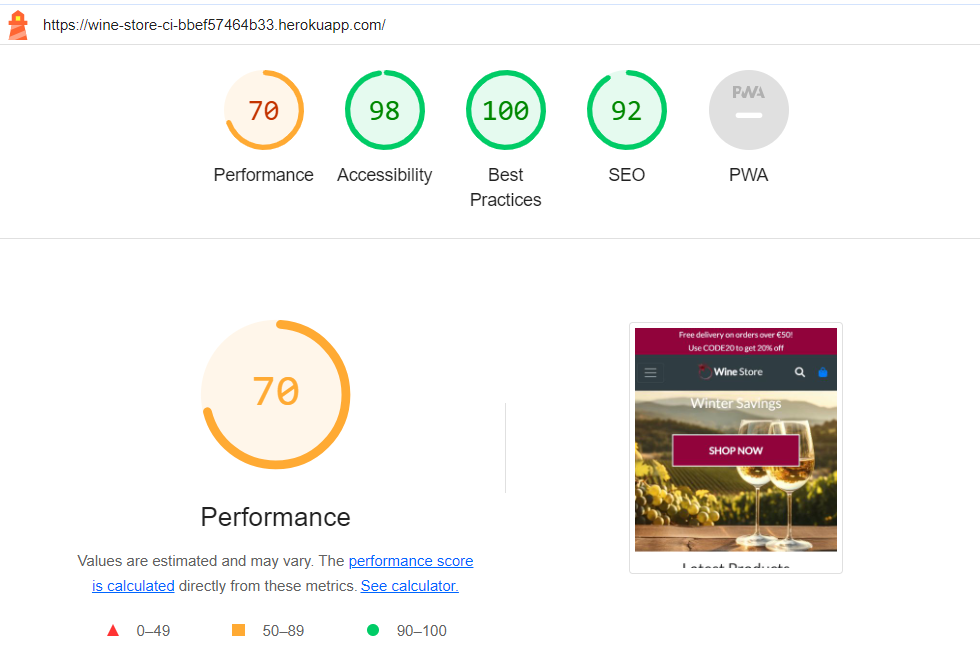 https://wine-store-ci-bbef57464b33.herokuapp.com/
70
98
100
92
PWA
Performance
Accessibility
Best
Practices
SEO
PWA
70
Performance
Values are estimated and may vary. The performance score
is calculated directly from these metrics. See calculator.
0–49
50–89
90–100
Free delivery on orders over €50!
Use CODE20 to get 20% off
Wine Store
Winter Savings
SHOP NOW
Latest Products